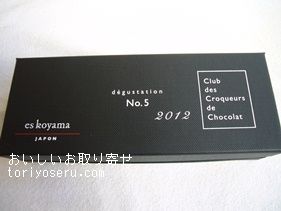 dégustation
No.5
2012
Club
des
Croqueurs
de
Chocolat
es koyama
JAPON
おいしいお取り寄せ
toriyoseru.com